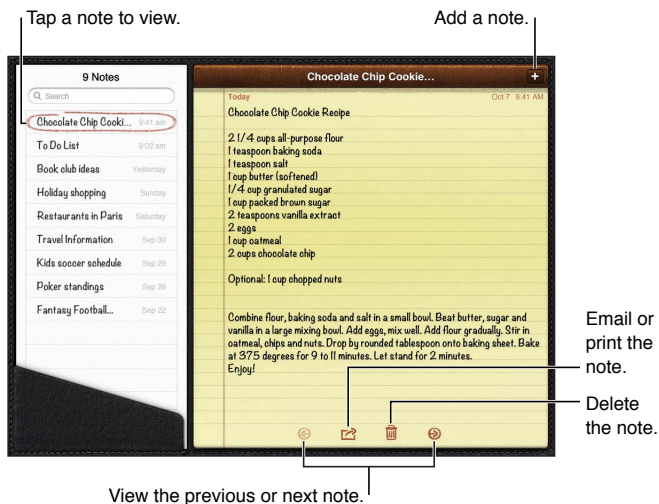 Tap a note to view.
Add a note.
9 Notes
Search
Chocolate Chip Cooki... 9:41 am
To Do List 9:02 am
Book club ideas Yesterday
Holiday shopping Sunday
Restaurants in Paris Saturday
Travel Information Sep 30
Kids soccer schedule Sep 29
Poker standings Sep 29
Fantasy Football... Sep 22
Chocolate Chip Cookie...
+
Today Oct 7 9:41 AM
Chocolate Chip Cookie Recipe
2 1/4 cups all-purpose flour
1 teaspoon baking soda
1 teaspoon salt
1 cup butter (softened)
1/4 cup granulated sugar
1 cup packed brown sugar
2 teaspoons vanilla extract
2 eggs
1 cup oatmeal
2 cups chocolate chip
Optional: 1 cup chopped nuts
Combine flour, baking soda and salt in a small bowl. Beat butter, sugar and
vanilla in a large mixing bowl. Add eggs, mix well. Add flour gradually. Stir in
oatmeal, chips and nuts. Drop by rounded tablespoon onto baking sheet. Bake
at 375 degrees for 9 to 11 minutes. Let stand for 2 minutes.
Enjoy!
Email or
print the
note.
Delete
the note.
View the previous or next note.